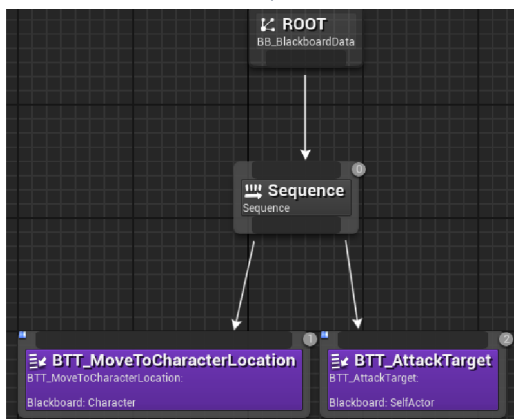 ROOT
BB_BlackboardData
0
Sequence
Sequence
1
BTT_MoveToCharacterLocation
BTT_MoveToCharacterLocation:
Blackboard: Character
2
BTT_AttackTarget
BTT_AttackTarget:
Blackboard: SelfActor